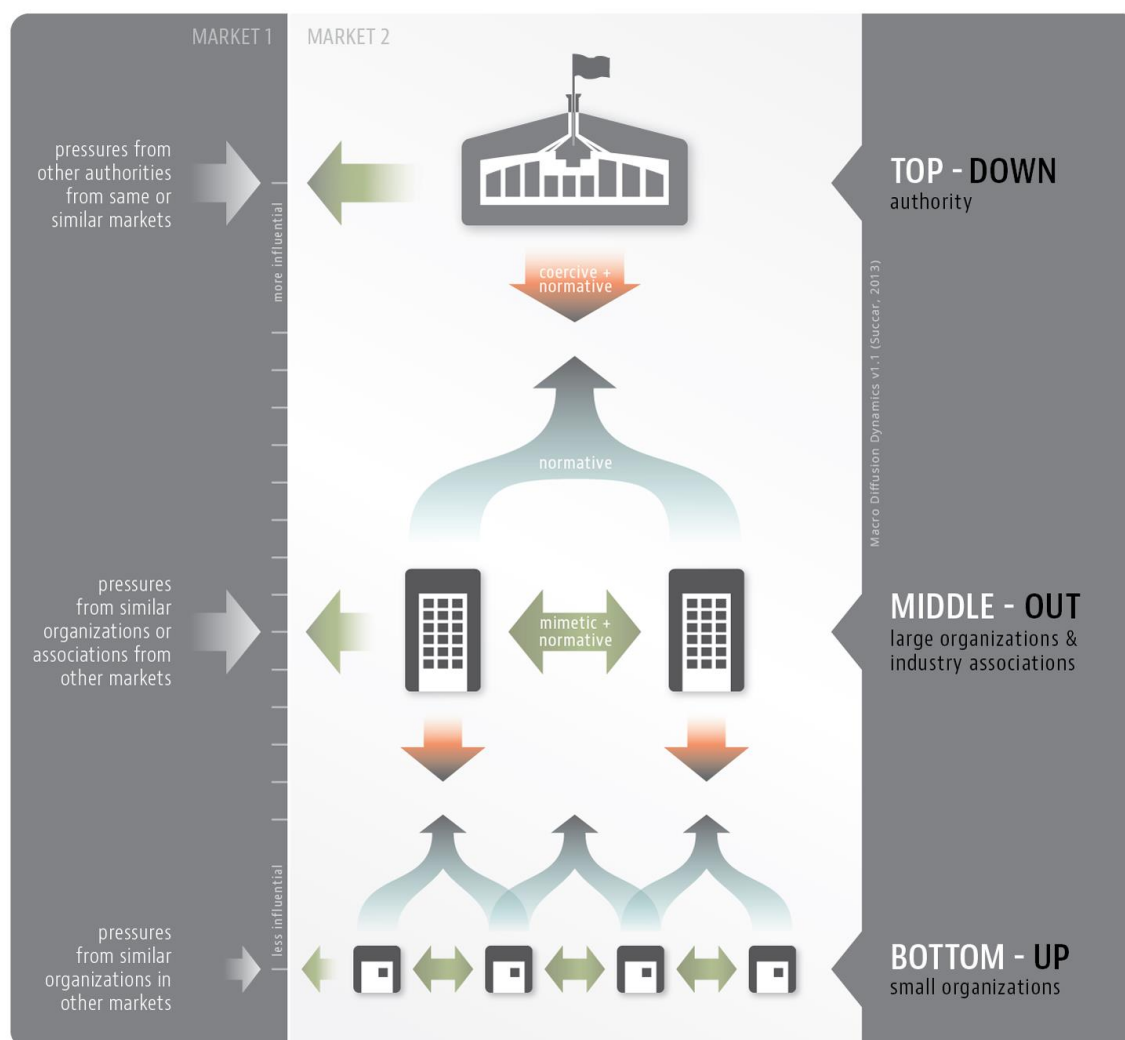 MARKET 1
MARKET 2
pressures from
other authorities
from same or
similar markets
more influential
coercive +
normative
TOP - DOWN
authority
Macro Diffusion Dynamics v1.1 (Succar, 2013)
normative
pressures
from similar
organizations or
associations from
other markets
mimetic +
normative
MIDDLE - OUT
large organizations &
industry associations
less influential
pressures
from similar
organizations in
other markets
BOTTOM - UP
small organizations